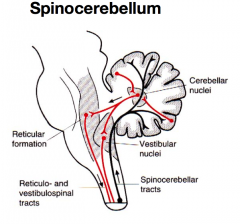 Spinocerebellum
Cerebellar
nuclei
Reticular
formation
Vestibular
nuclei
Reticulo- and
vestibulospinal
tracts
Spinocerebellar
tracts